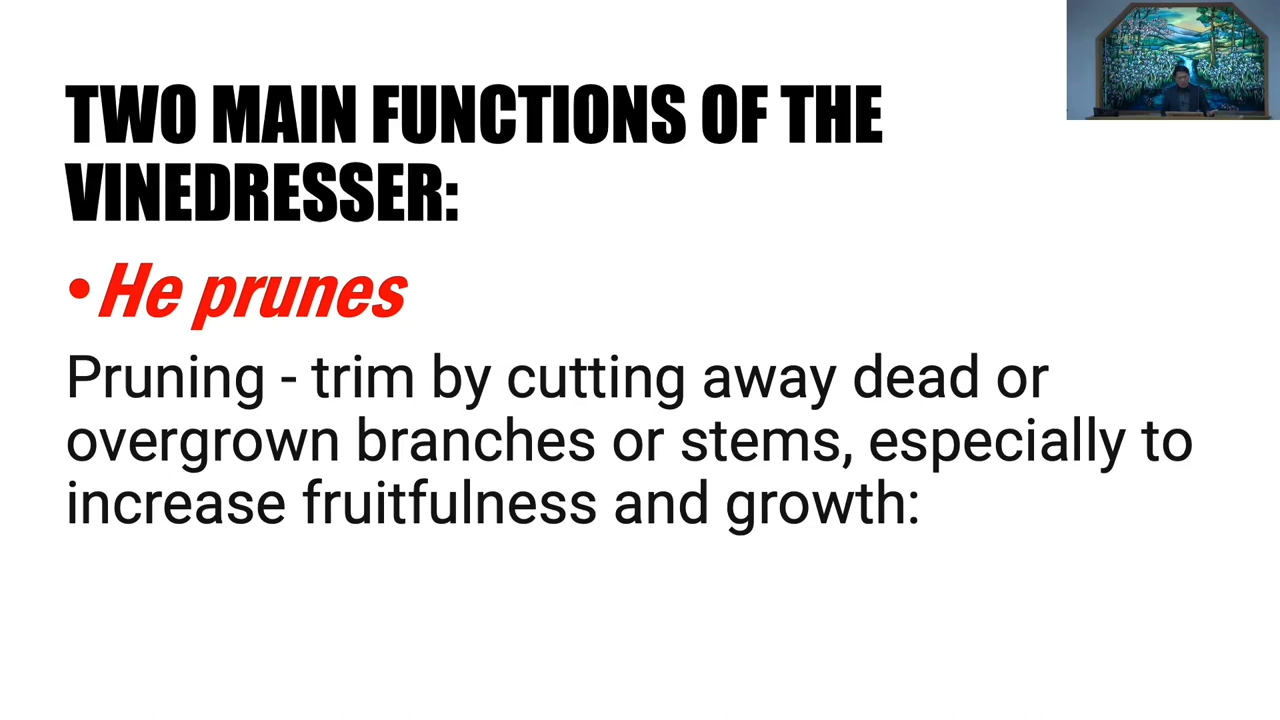 TWO MAIN FUNCTIONS OF THE
VINEDRESSER:
•He prunes
Pruning - trim by cutting away dead or
overgrown branches or stems, especially to
increase fruitfulness and growth: